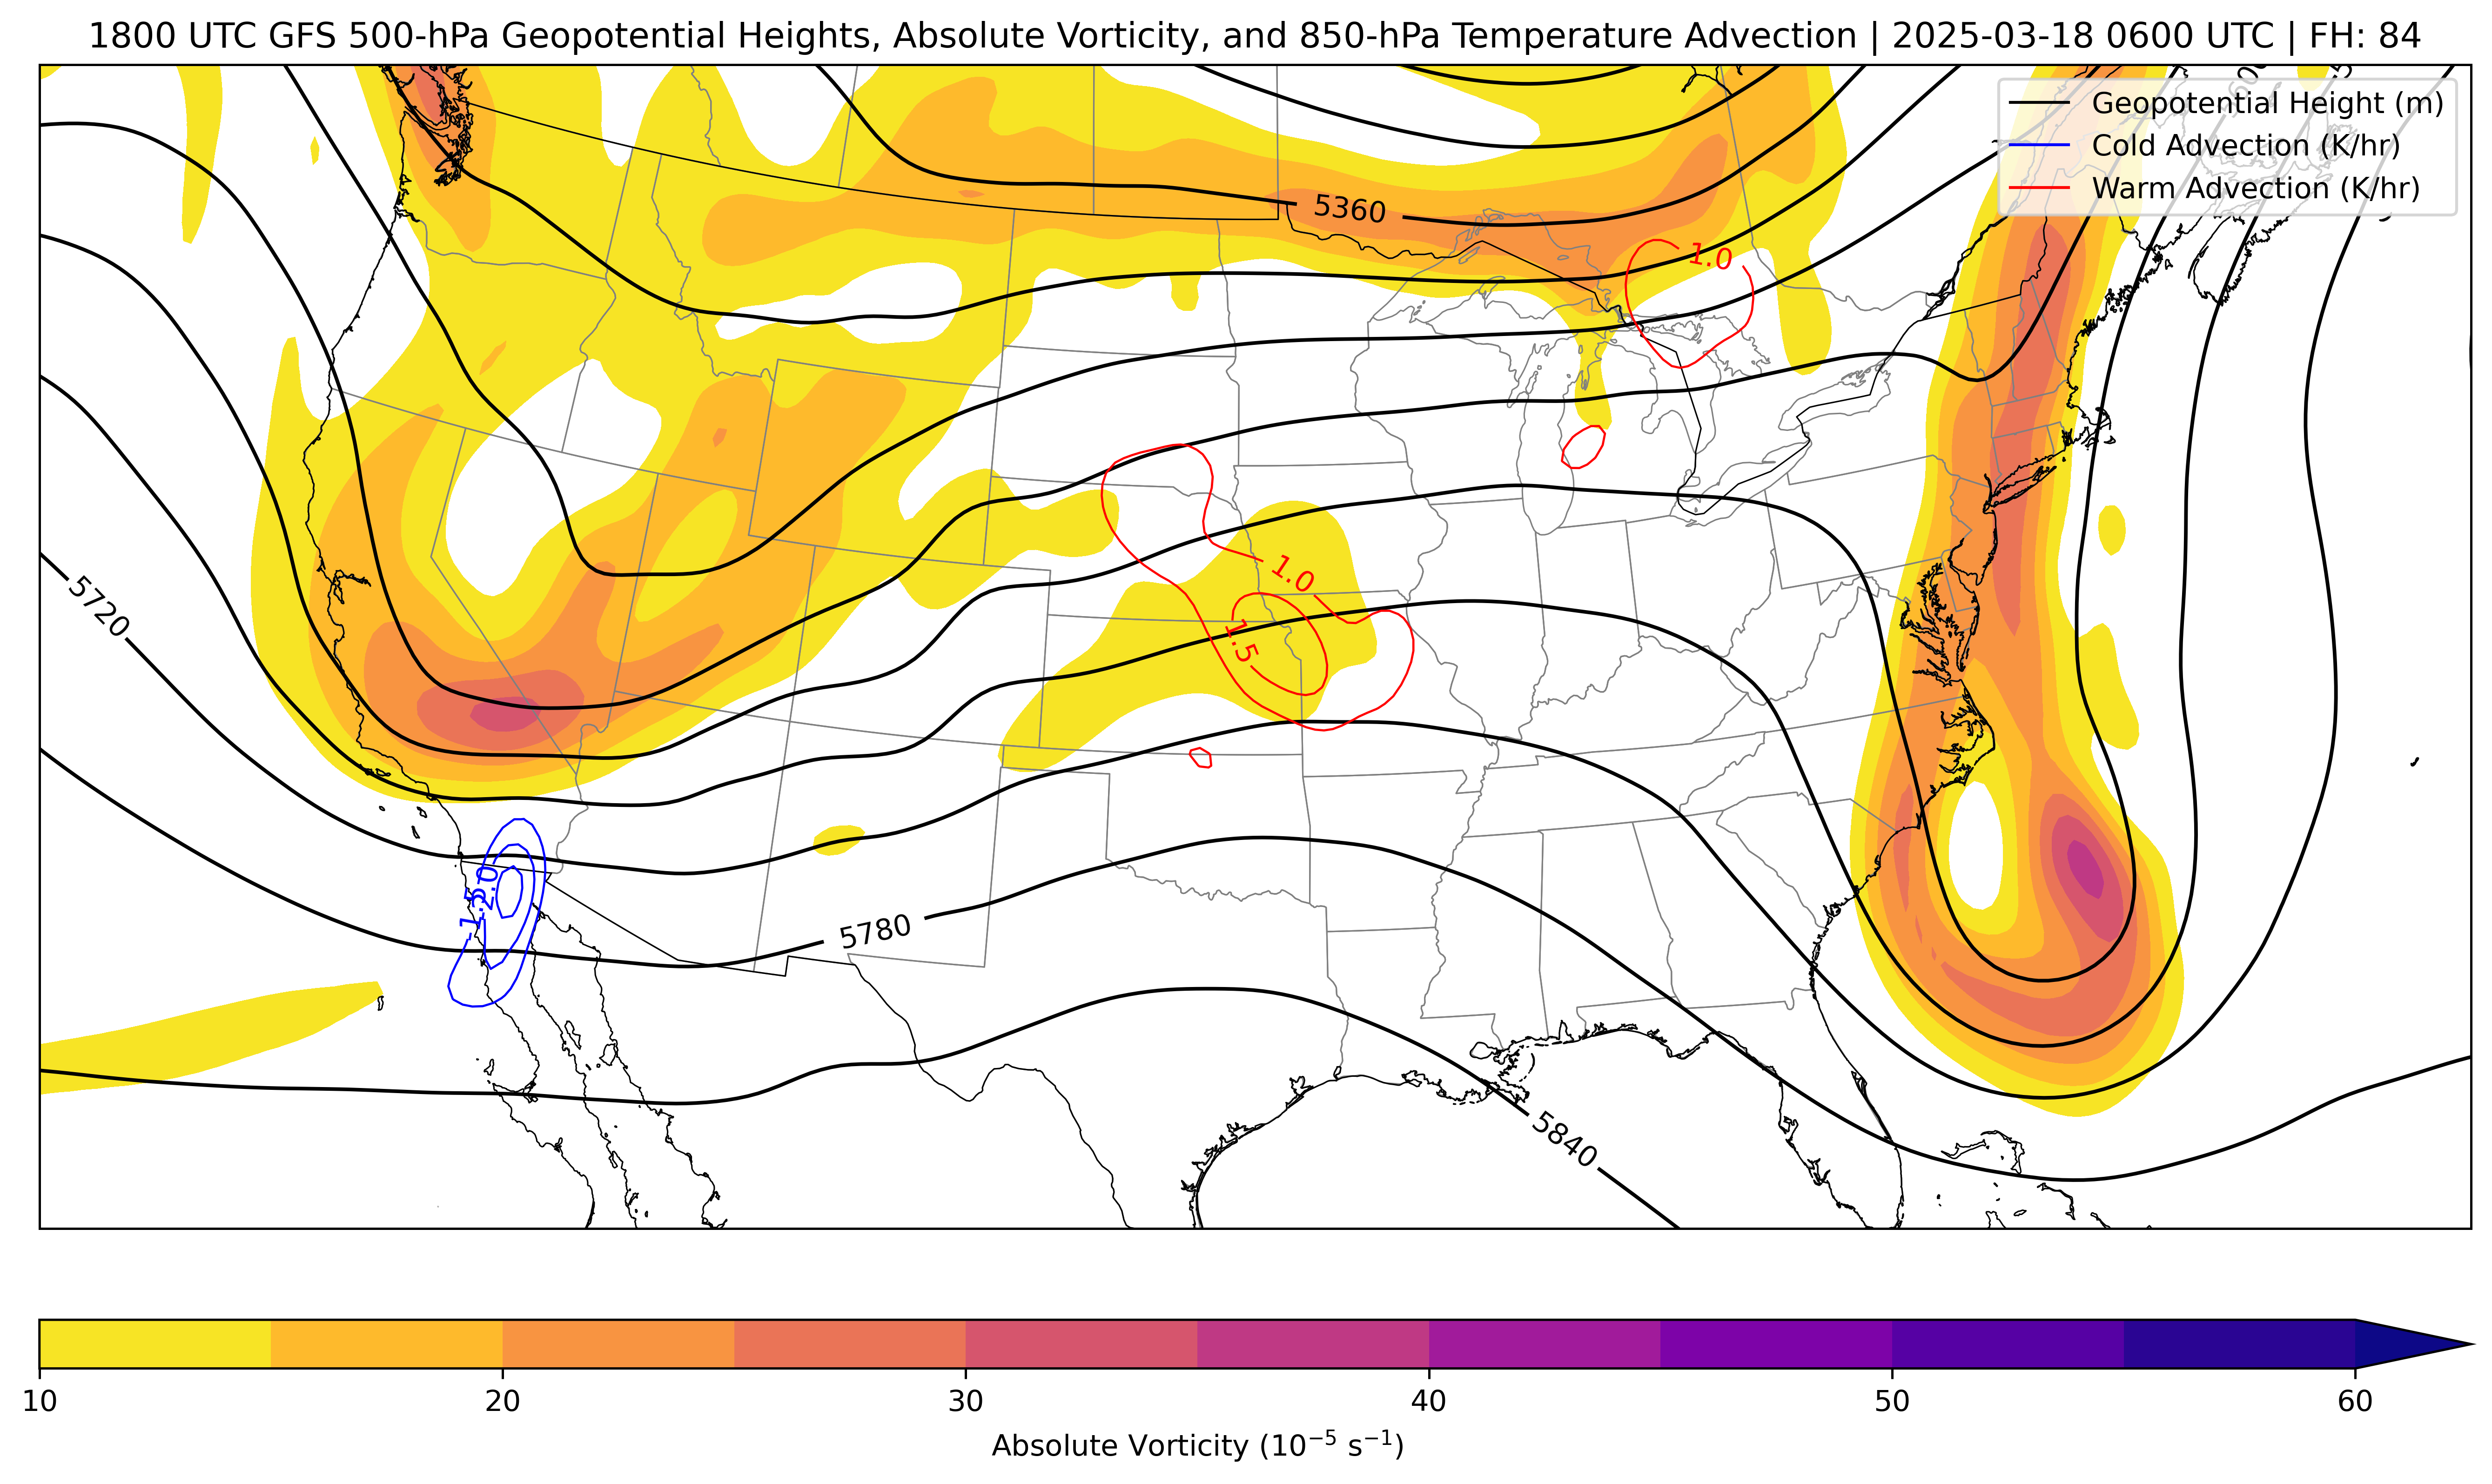 1800 UTC GFS 500-hPa Geopotential Heights, Absolute Vorticity, and 850-hPa Temperature Advection | 2025-03-18 0600 UTC | FH: 84
Geopotential Height (m)
Cold Advection (K/hr)
Warm Advection (K/hr)
5360
1.0
5720
1.0
1.5
-1.5
-2.0
5780
5840
10 20 30 40 50 60
Absolute Vorticity (10⁻⁵ s⁻¹)